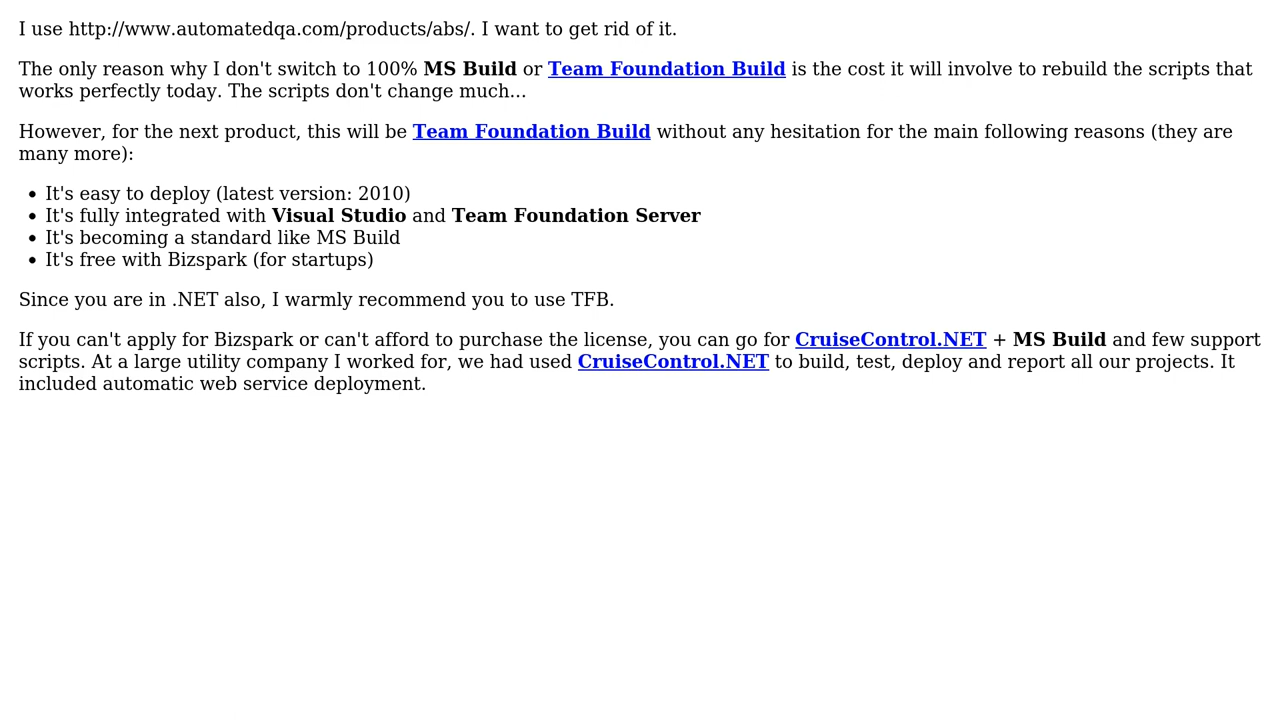 I use http://www.automatedqa.com/products/abs/. I want to get rid of it.
The only reason why I don't switch to 100% MS Build or Team Foundation Build is the cost it will involve to rebuild the scripts that
works perfectly today. The scripts don't change much...
However, for the next product, this will be Team Foundation Build without any hesitation for the main following reasons (they are
many more):
• It's easy to deploy (latest version: 2010)
• It's fully integrated with Visual Studio and Team Foundation Server
• It's becoming a standard like MS Build
• It's free with Bizspark (for startups)
Since you are in .NET also, I warmly recommend you to use TFB.
If you can't apply for Bizspark or can't afford to purchase the license, you can go for CruiseControl.NET + MS Build and few support
scripts. At a large utility company I worked for, we had used CruiseControl.NET to build, test, deploy and report all our projects. It
included automatic web service deployment.